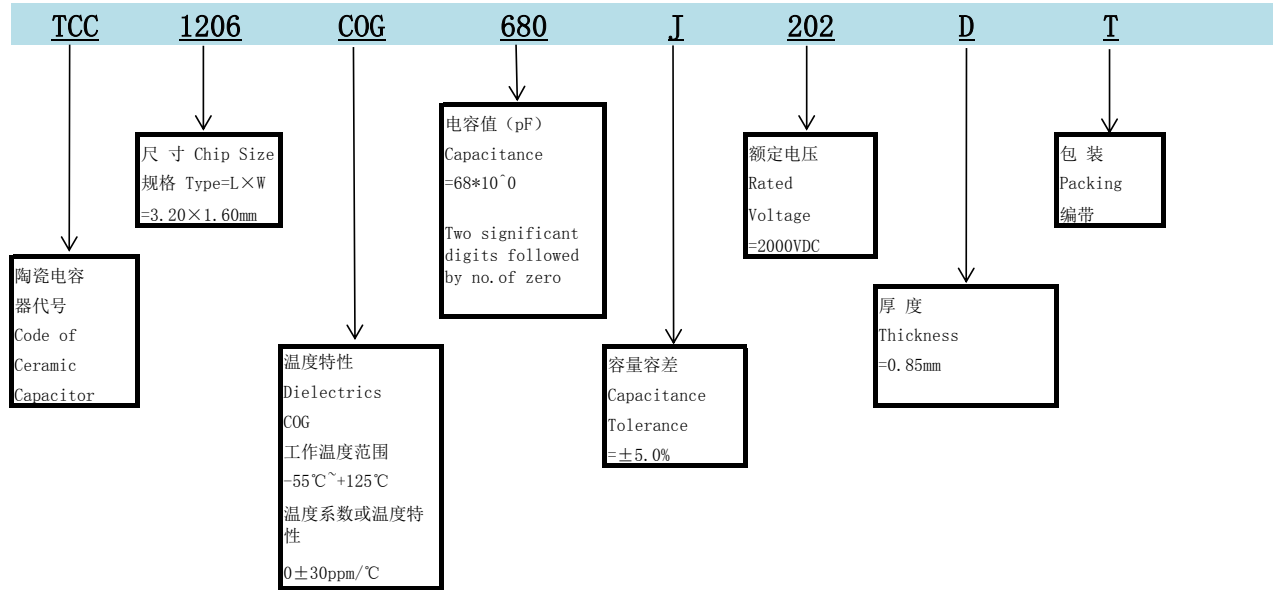 TCC 1206 COG 680 J 202 D T
陶瓷电容
器代号
Code of
Ceramic
Capacitor
尺 寸 Chip Size
规格 Type=L×W
=3.20×1.60mm
温度特性
Dielectrics
COG
工作温度范围
-55℃~+125℃
温度系数或温度特
性
0±30ppm/℃
电容值（pF）
Capacitance
=68*10^0
Two significant
digits followed
by no.of zero
容量容差
Capacitance
Tolerance
=±5.0%
额定电压
Rated
Voltage
=2000VDC
厚 度
Thickness
=0.85mm
包 装
Packing
编带